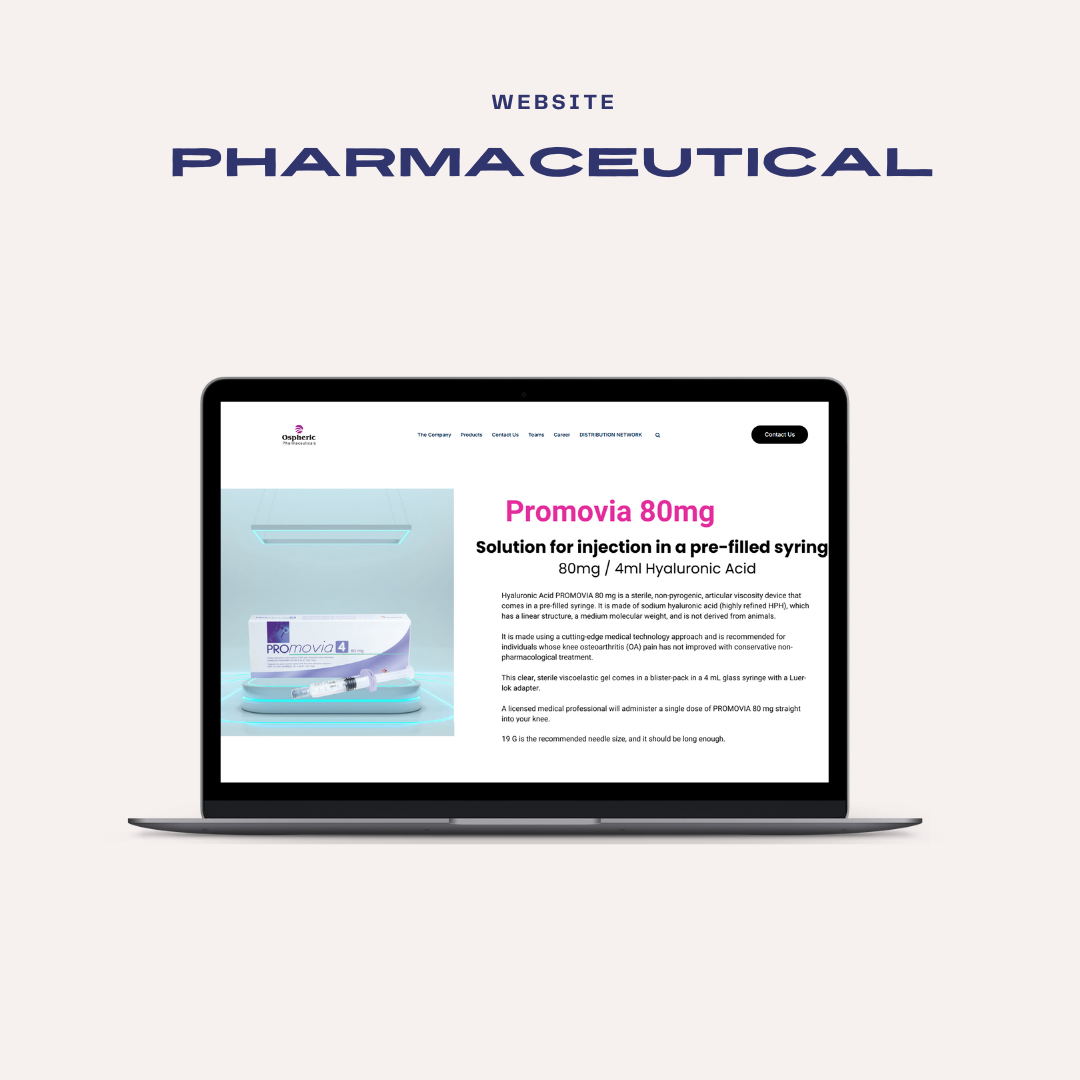 WEBSITE
PHARMACEUTICAL
Ospheric
Pharmaceuticals
The Company Products Contact Us Teams Career DISTRIBUTION NETWORK
Contact Us
Promovia 80mg
Solution for injection in a pre-filled syring
80mg / 4ml Hyaluronic Acid
Hyaluronic Acid PROMOVIA 80 mg is a sterile, non-pyrogenic, articular viscosity device that
comes in a pre-filled syringe. It is made of sodium hyaluronic acid (highly refined HPH), which
has a linear structure, a medium molecular weight, and is not derived from animals.
It is made using a cutting-edge medical technology approach and is recommended for
individuals whose knee osteoarthritis (OA) pain has not improved with conservative non-
pharmacological treatment.
This clear, sterile viscoelastic gel comes in a blister-pack in a 4 mL glass syringe with a Luer-
lok adapter.
A licensed medical professional will administer a single dose of PROMOVIA 80 mg straight
into your knee.
19 G is the recommended needle size, and it should be long enough.
PROmovia 4 80 mg